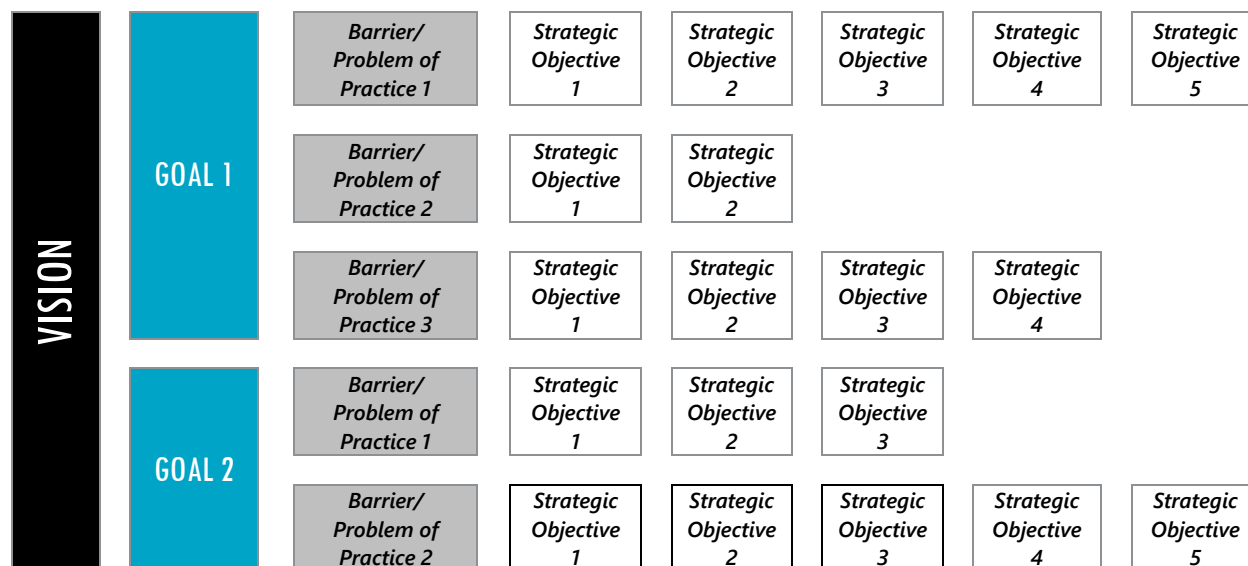 VISION
GOAL 1
Barrier/
Problem of
Practice 1
Strategic
Objective
1
Strategic
Objective
2
Strategic
Objective
3
Strategic
Objective
4
Strategic
Objective
5
Barrier/
Problem of
Practice 2
Strategic
Objective
1
Strategic
Objective
2
Barrier/
Problem of
Practice 3
Strategic
Objective
1
Strategic
Objective
2
Strategic
Objective
3
Strategic
Objective
4
GOAL 2
Barrier/
Problem of
Practice 1
Strategic
Objective
1
Strategic
Objective
2
Strategic
Objective
3
Barrier/
Problem of
Practice 2
Strategic
Objective
1
Strategic
Objective
2
Strategic
Objective
3
Strategic
Objective
4
Strategic
Objective
5